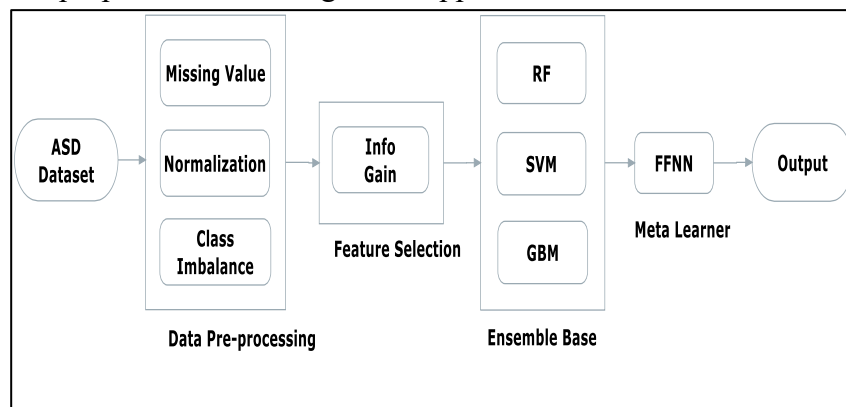 ASD
Dataset
Missing Value
Normalization
Class
Imbalance
Data Pre-processing
Info
Gain
Feature Selection
RF
SVM
GBM
Ensemble Base
FFNN
Meta Learner
Output